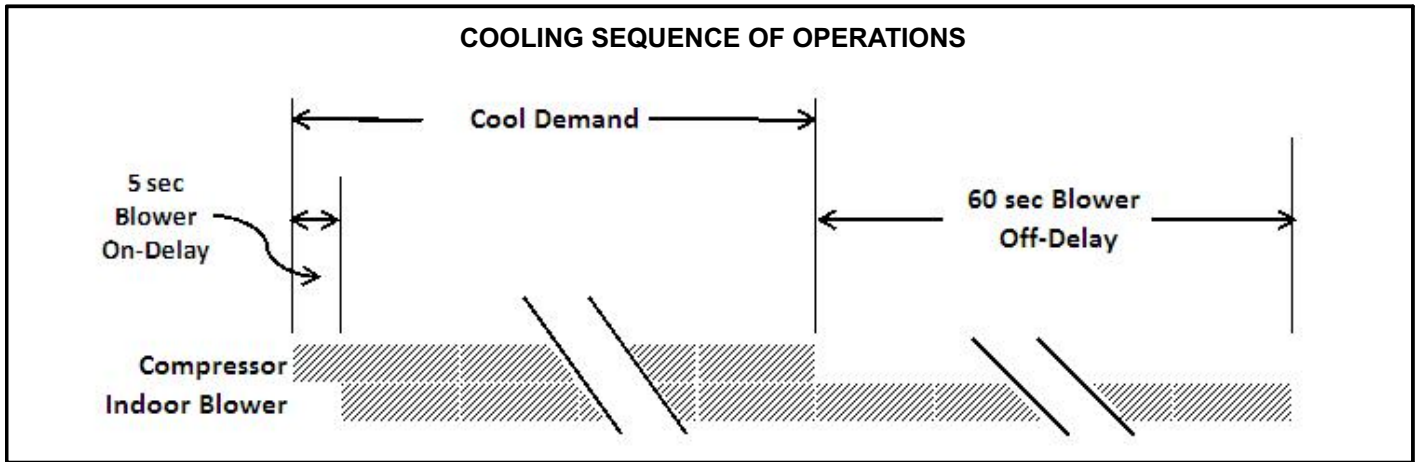 COOLING SEQUENCE OF OPERATIONS
Cool Demand
5 sec
Blower
On-Delay
60 sec Blower
Off-Delay
Compressor
Indoor Blower